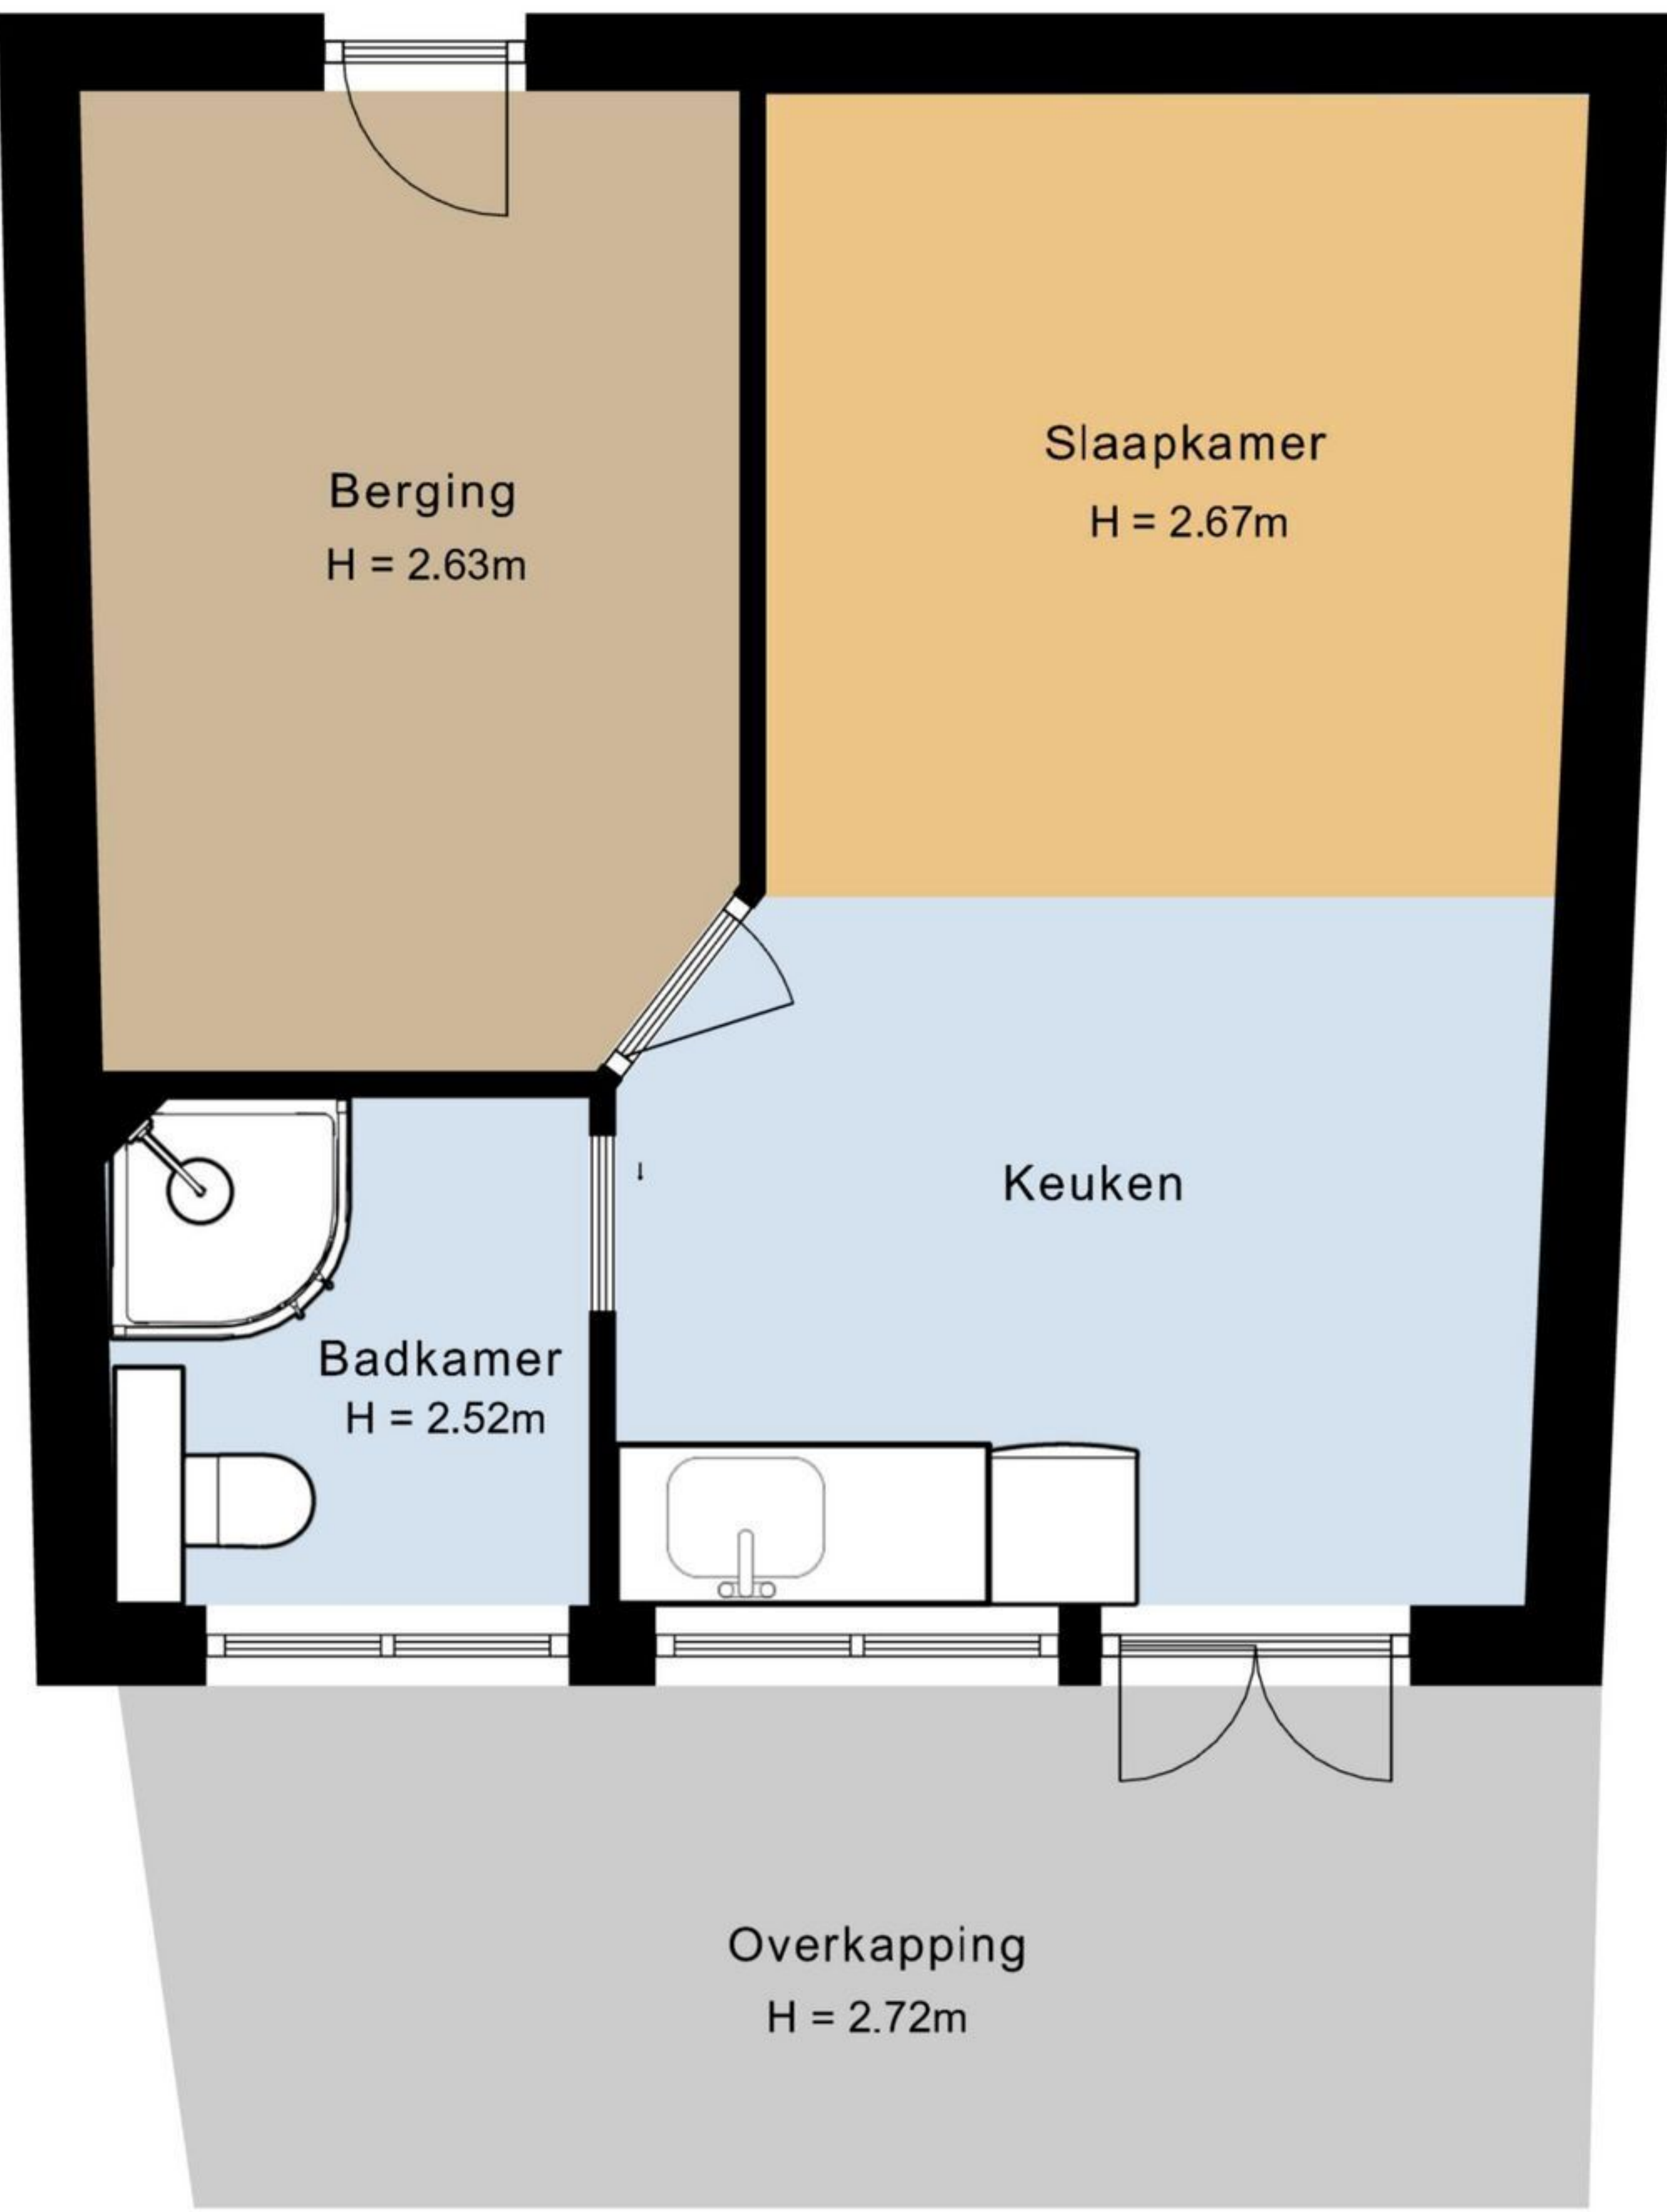 Slaapkamer
H = 2.67m
Berging
H = 2.63m
Keuken
Badkamer
H = 2.52m
Overkapping
H = 2.72m